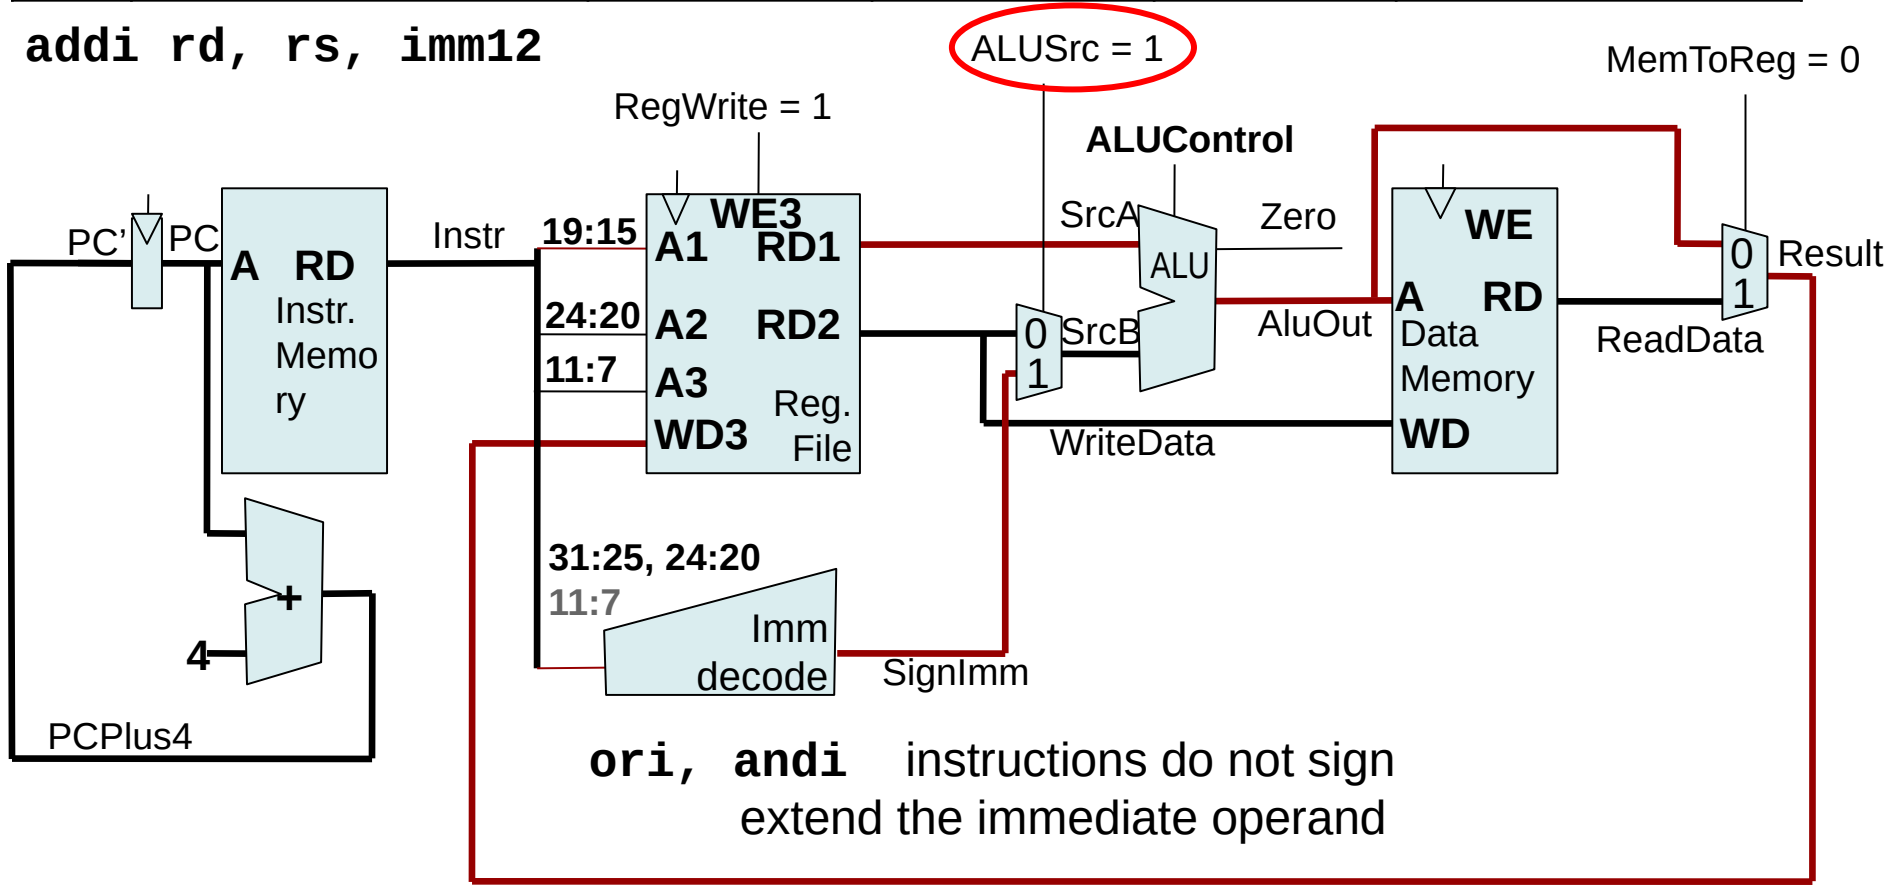 addi rd, rs, imm12
ALUSrc = 1
MemToReg = 0
RegWrite = 1
ALUControl
PC’
PC
A RD
Instr.
Memo
ry
Instr
19:15
24:20
11:7
WE3
A1 RD1
A2 RD2
A3
WD3
Reg.
File
SrcA
Zero
ALU
0
1
SrcB
AluOut
WriteData
WE
A RD
Data
Memory
WD
ReadData
0
1
Result
+
4
PCPlus4
31:25, 24:20
11:7
Imm
decode
SignImm
ori, andi instructions do not sign
extend the immediate operand